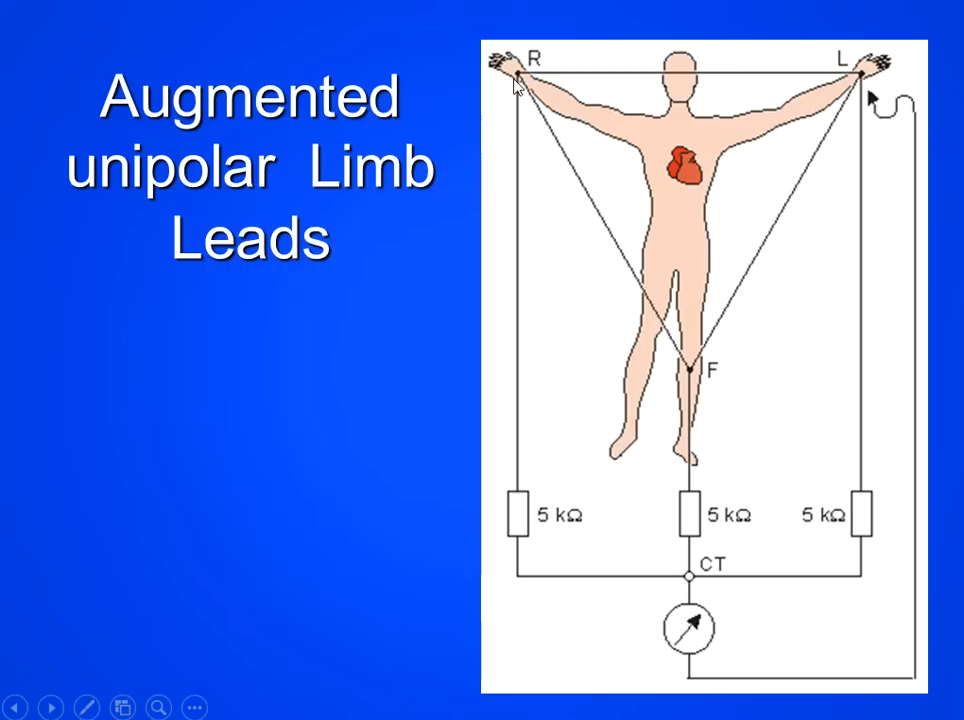 Augmented
unipolar Limb
Leads
R
L
F
5 kΩ
5 kΩ
5 kΩ
CT